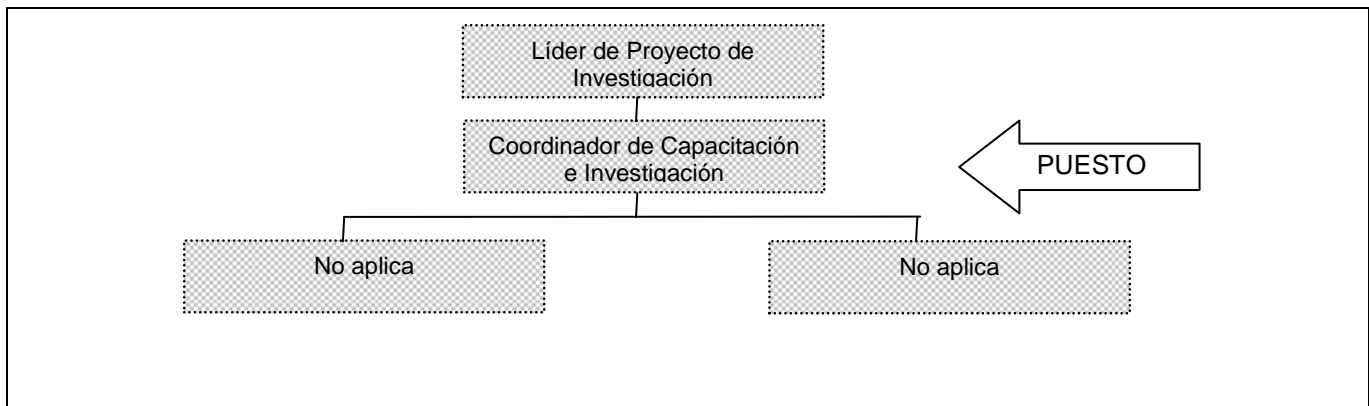 Líder de Proyecto de
Investigación
Coordinador de Capacitación
e Investigación
PUESTO
No aplica
No aplica